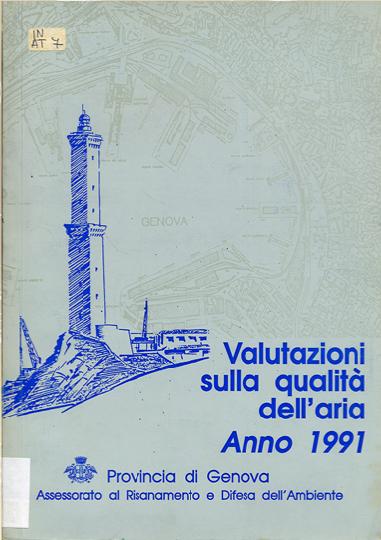 IN
AT 7
GENOVA
Valutazioni
sulla qualità
dell'aria
Anno 1991
Provincia di Genova
Assessorato al Risanamento e Difesa dell'Ambiente